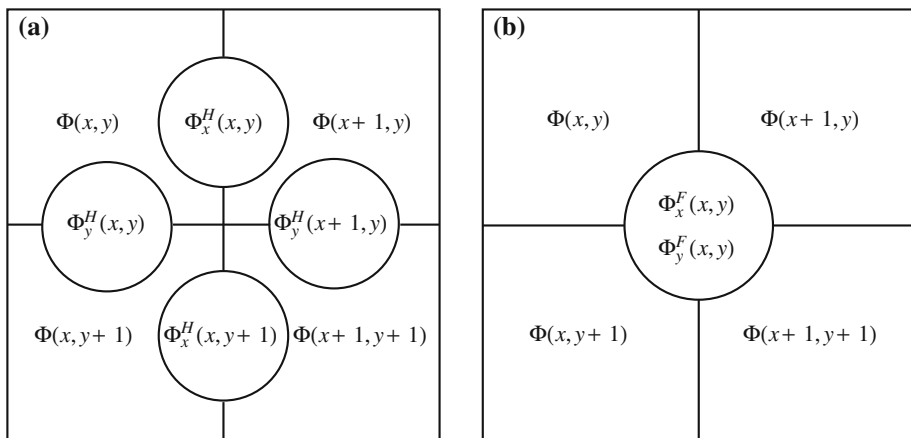 (a)
Φ(x, y) Φ_x^H(x, y) Φ(x + 1, y)
Φ_y^H(x, y) Φ_y^H(x + 1, y)
Φ(x, y + 1) Φ_x^H(x, y + 1) Φ(x + 1, y + 1)
(b)
Φ(x, y) Φ(x + 1, y)
Φ_x^F(x, y)
Φ_y^F(x, y)
Φ(x, y + 1) Φ(x + 1, y + 1)